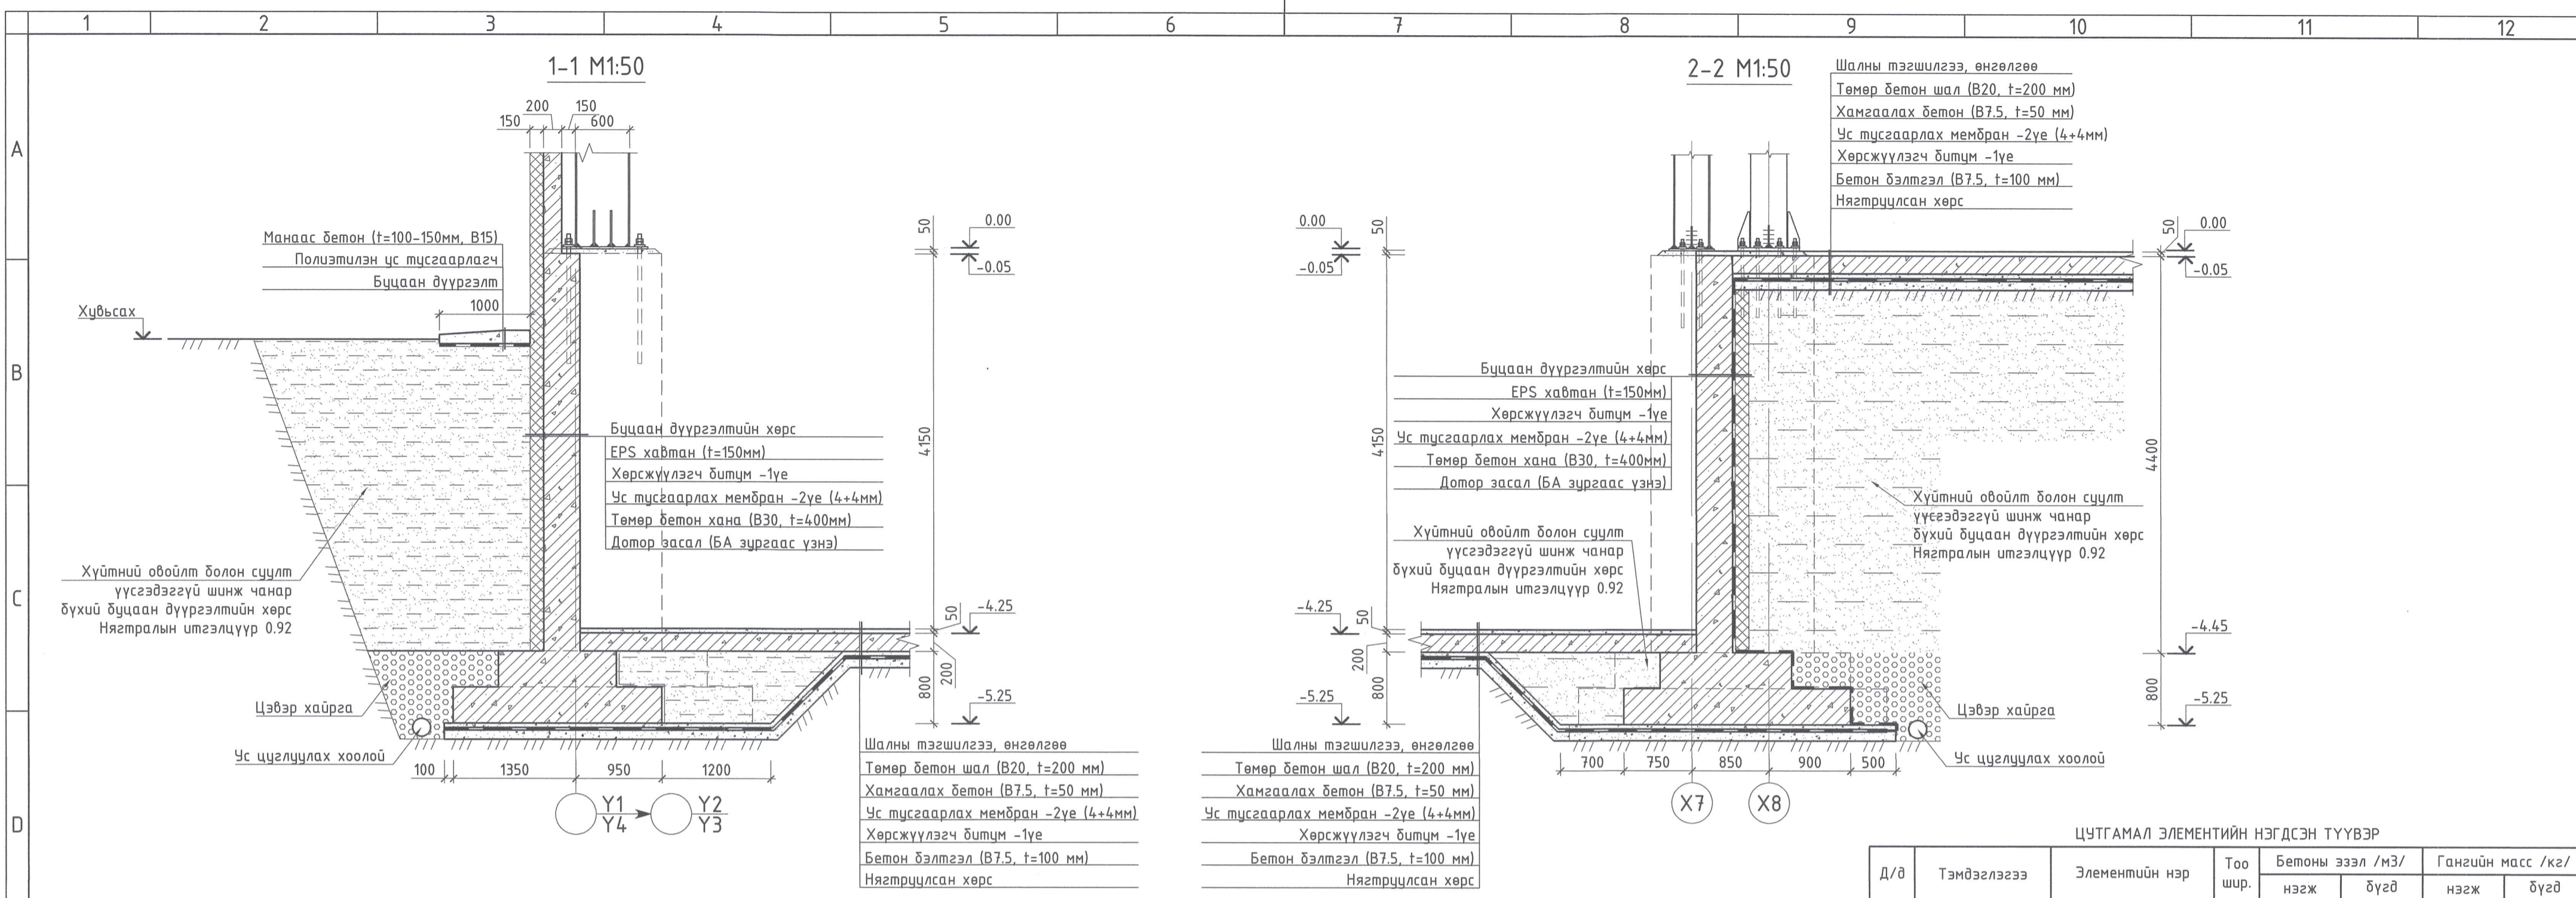 1 2 3 4 5 6 7 8 9 10 11 12
A
B
C
D
1-1 М1:50
200 150
150 600
Манаас бетон (t=100-150мм, В15)
Полиэтилен ус тусгаарлагч
Буцаан дүүргэлт
1000
Хувьсах
50
0.00
-0.05
4150
Буцаан дүүргэлтийн хөрс
EPS хавтан (t=150мм)
Хөрсжүүлэгч битум -1үе
Ус тусгаарлах мембран -2үе (4+4мм)
Төмөр бетон хана (В30, t=400мм)
Дотор засал (БА зургаас үзнэ)
Хүйтний овойлт болон суулт
үүсгэдэггүй шинж чанар
бүхий буцаан дүүргэлтийн хөрс
Нягтралын итгэлцүүр 0.92
50
-4.25
200
800
-5.25
Цэвэр хайрга
Ус цуглуулах хоолой
100 1350 950 1200
Y1
Y4
Y2
Y3
Шалны тэгшилгээ, өнгөлгөө
Төмөр бетон шал (В20, t=200 мм)
Хамгаалах бетон (В7.5, t=50 мм)
Ус тусгаарлах мембран -2үе (4+4мм)
Хөрсжүүлэгч битум -1үе
Бетон бэлтгэл (В7.5, t=100 мм)
Нягтруулсан хөрс
2-2 М1:50
Шалны тэгшилгээ, өнгөлгөө
Төмөр бетон шал (В20, t=200 мм)
Хамгаалах бетон (В7.5, t=50 мм)
Ус тусгаарлах мембран -2үе (4+4мм)
Хөрсжүүлэгч битум -1үе
Бетон бэлтгэл (В7.5, t=100 мм)
Нягтруулсан хөрс
0.00
50
-0.05
50
0.00
-0.05
4150
Буцаан дүүргэлтийн хөрс
EPS хавтан (t=150мм)
Хөрсжүүлэгч битум -1үе
Ус тусгаарлах мембран -2үе (4+4мм)
Төмөр бетон хана (В30, t=400мм)
Дотор засал (БА зургаас үзнэ)
4400
Хүйтний овойлт болон суулт
үүсгэдэггүй шинж чанар
бүхий буцаан дүүргэлтийн хөрс
Нягтралын итгэлцүүр 0.92
Хүйтний овойлт болон суулт
үүсгэдэггүй шинж чанар
бүхий буцаан дүүргэлтийн хөрс
Нягтралын итгэлцүүр 0.92
-4.25
50
200
800
-5.25
-4.45
800
-5.25
Цэвэр хайрга
Ус цуглуулах хоолой
700 750 850 900 500
X7 X8
Шалны тэгшилгээ, өнгөлгөө
Төмөр бетон шал (В20, t=200 мм)
Хамгаалах бетон (В7.5, t=50 мм)
Ус тусгаарлах мембран -2үе (4+4мм)
Хөрсжүүлэгч битум -1үе
Бетон бэлтгэл (В7.5, t=100 мм)
Нягтруулсан хөрс
ЦУТГАМАЛ ЭЛЕМЕНТИЙН НЭГДСЭН ТҮҮВЭР
Д/д Тэмдэглэгээ Элементийн нэр Тоо шир. Бетоны эзэл /м3/ Гангийн масс /кг/
нэгж бүгд нэгж бүгд